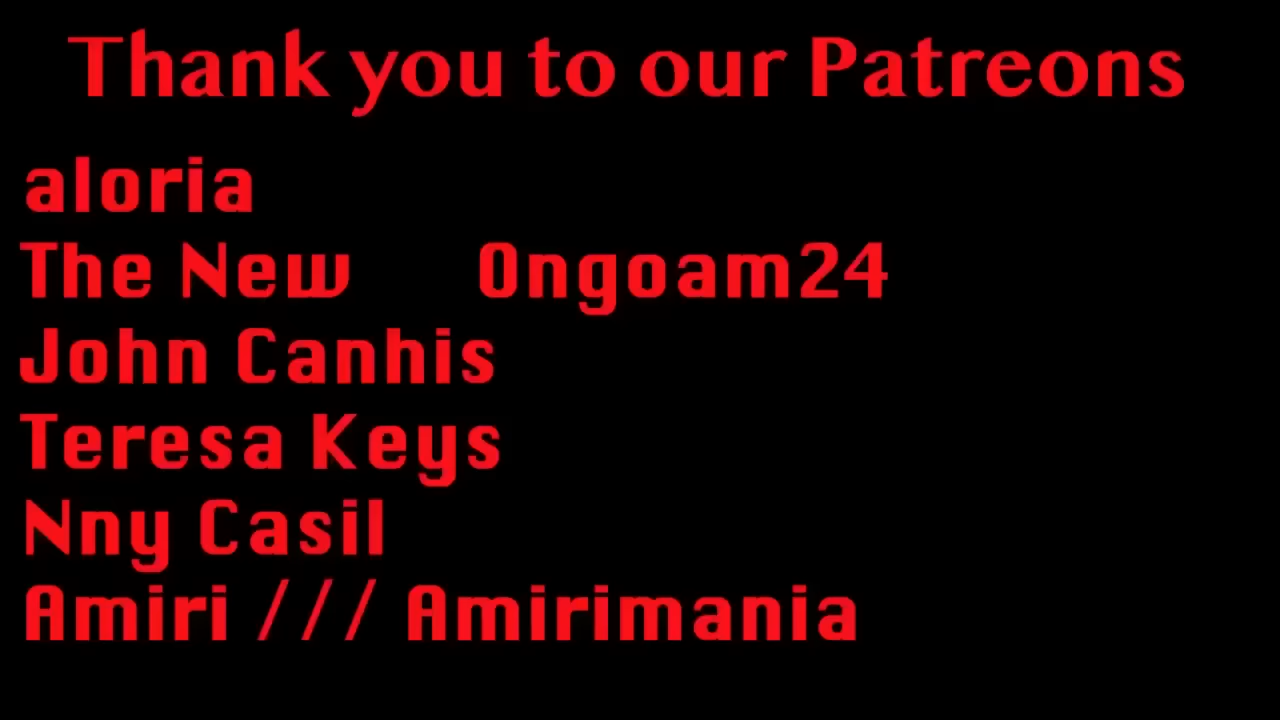 Thank you to our Patreons
aloria
The New Ongoam24
John Canhis
Teresa Keys
Nny Casil
Amiri /// Amirimania